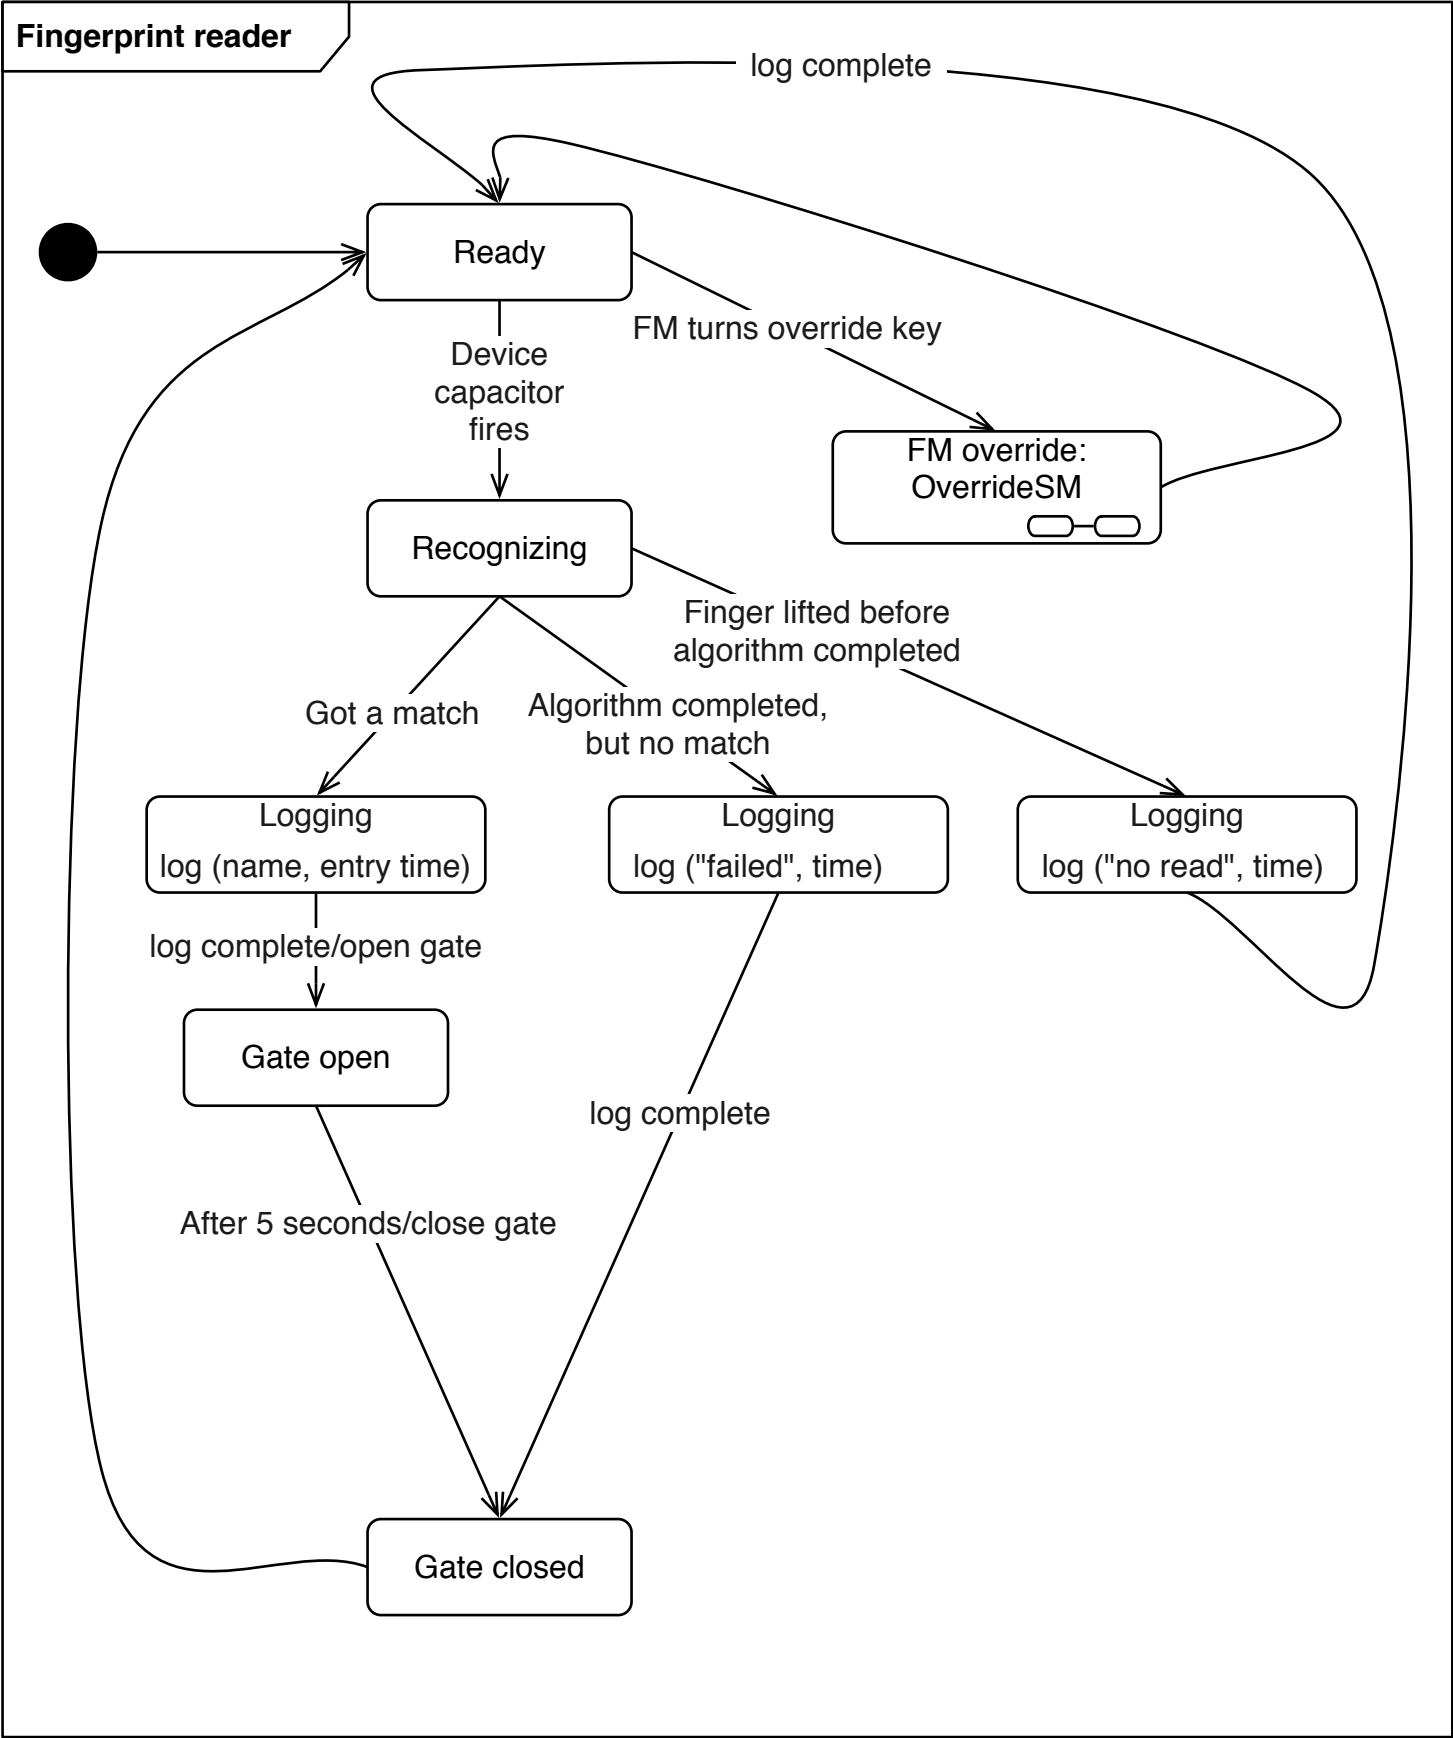 Fingerprint reader
log complete
Ready
FM turns override key
Device
capacitor
fires
FM override:
OverrideSM
Recognizing
Finger lifted before
algorithm completed
Got a match
Algorithm completed,
but no match
Logging
log (name, entry time)
Logging
log ("failed", time)
Logging
log ("no read", time)
log complete/open gate
Gate open
log complete
After 5 seconds/close gate
Gate closed